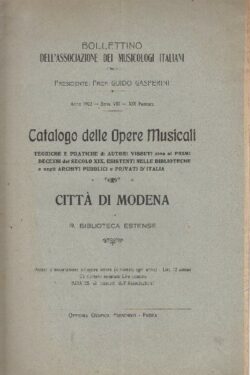 BOLLETTINO
DELL'ASSOCIAZIONE DEI MUSICOLOGI ITALIANI
PRESIDENTE: PROF. GUIDO GASPERINI
Catalogo delle Opere Musicali
TEORICHE E PRATICHE di AUTORI VISSUTI sino ai PRIMI
DECENNI del SECOLO XIX, ESISTENTI NELLE BIBLIOTECHE
e negli ARCHIVI PUBBLICI e PRIVATI D'ITALIA
CITTÀ DI MODENA
R. BIBLIOTECA ESTENSE